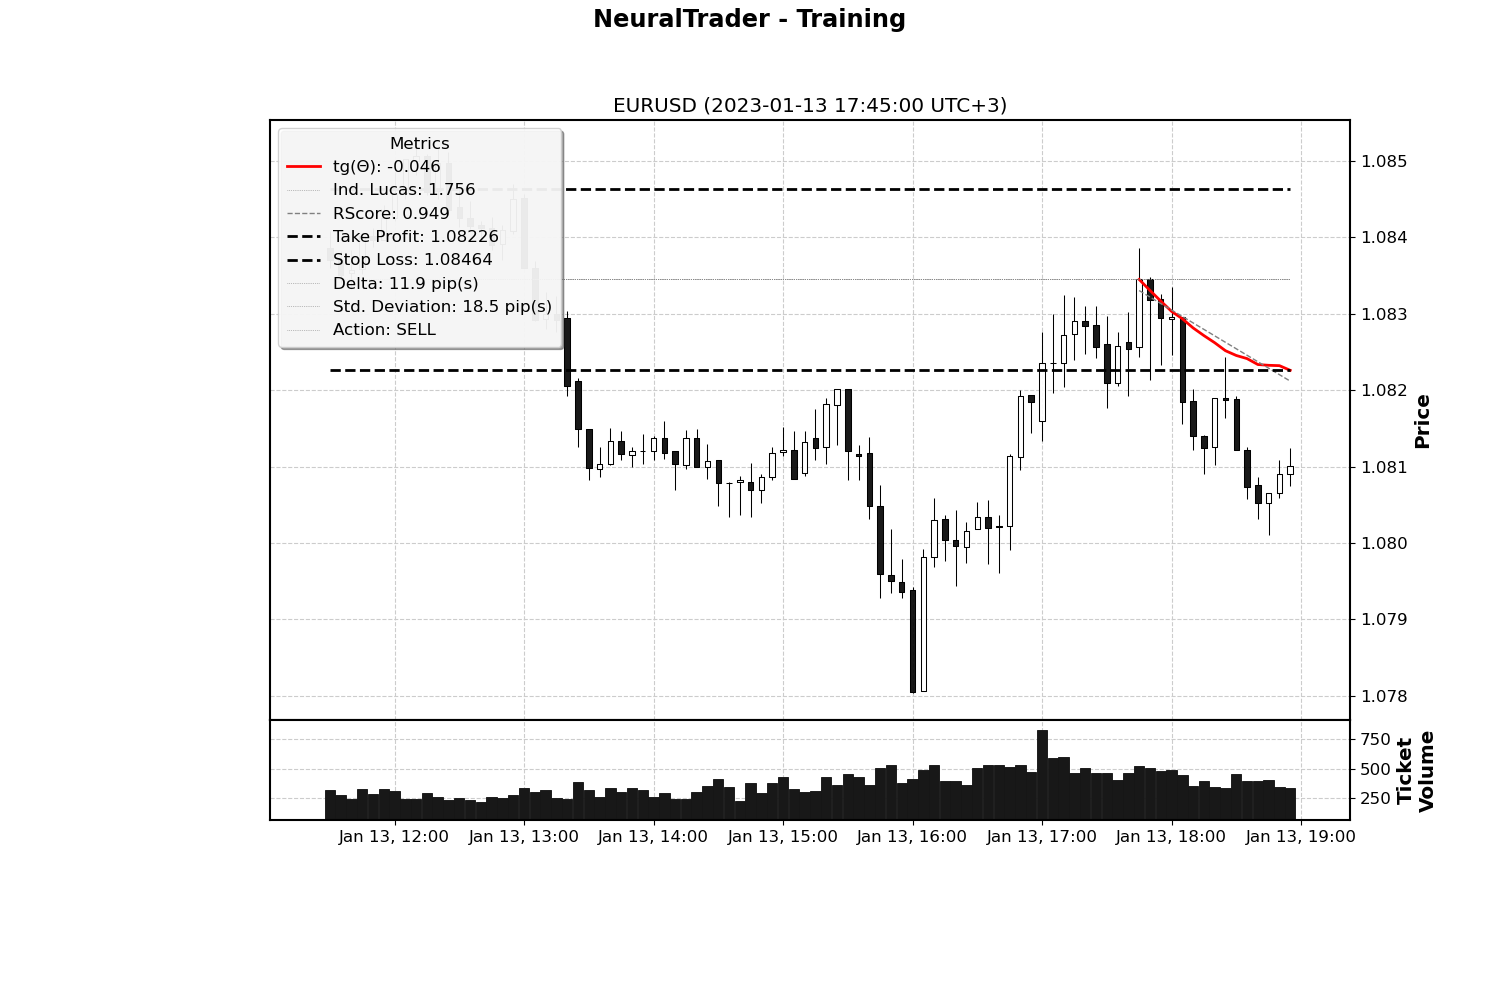 NeuralTrader - Training
EURUSD (2023-01-13 17:45:00 UTC+3)
Metrics
tg(Θ): -0.046
Ind. Lucas: 1.756
RScore: 0.949
Take Profit: 1.08226
Stop Loss: 1.08464
Delta: 11.9 pip(s)
Std. Deviation: 18.5 pip(s)
Action: SELL
1.085
1.084
1.083
1.082
1.081
1.080
1.079
1.078
Price
750
500
250
Ticket
Volume
Jan 13, 12:00
Jan 13, 13:00
Jan 13, 14:00
Jan 13, 15:00
Jan 13, 16:00
Jan 13, 17:00
Jan 13, 18:00
Jan 13, 19:00